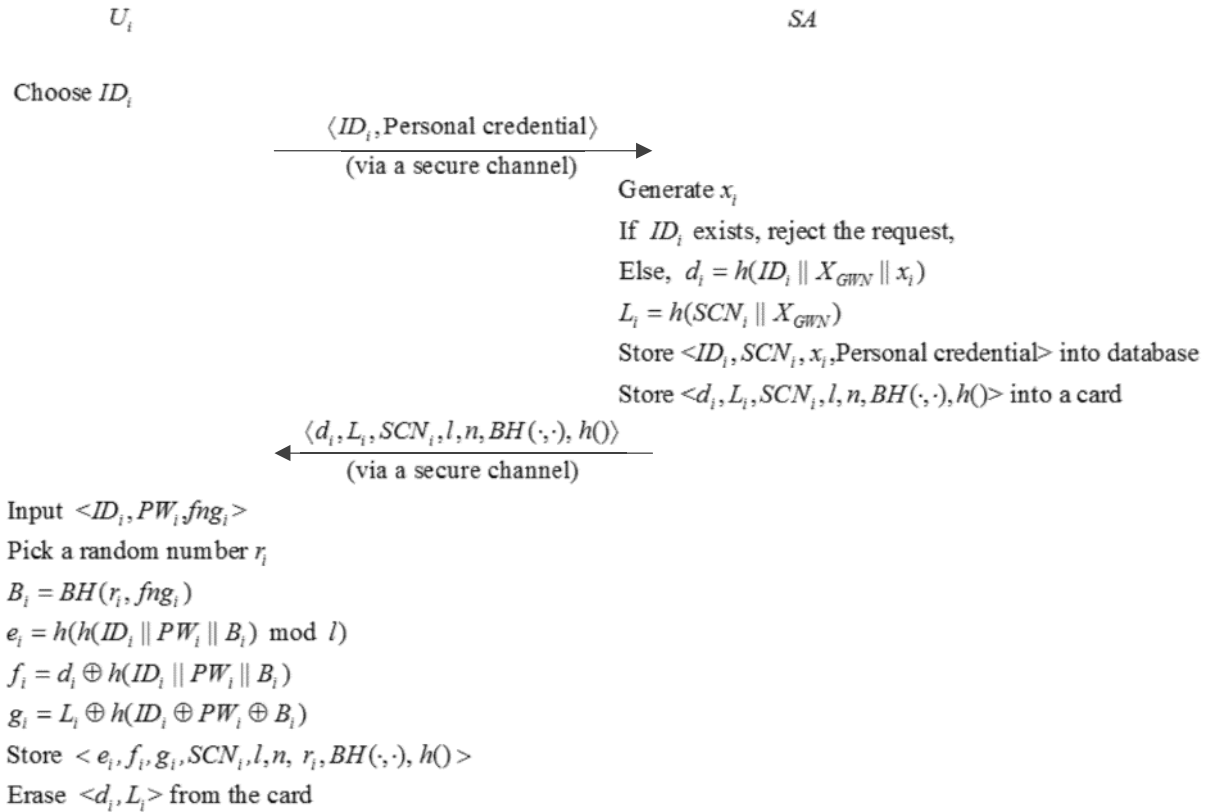 U_i SA
Choose ID_i
⟨ID_i,Personal credential⟩
(via a secure channel)
Generate x_i
If ID_i exists, reject the request,
Else, d_i = h(ID_i || X_GWN || x_i)
L_i = h(SCN_i || X_GWN)
Store <ID_i,SCN_i,x_i,Personal credential> into database
Store <d_i,L_i,SCN_i,l,n,BH(·,·),h()> into a card
⟨d_i,L_i,SCN_i,l,n,BH(·,·), h()⟩
(via a secure channel)
Input <ID_i,PW_i,fng_i>
Pick a random number r_i
B_i = BH(r_i, fng_i)
e_i = h(h(ID_i || PW_i || B_i) mod l)
f_i = d_i ⊕ h(ID_i || PW_i || B_i)
g_i = L_i ⊕ h(ID_i ⊕ PW_i ⊕ B_i)
Store < e_i,f_i,g_i,SCN_i,l,n, r_i,BH(·,·), h()>
Erase <d_i,L_i> from the card